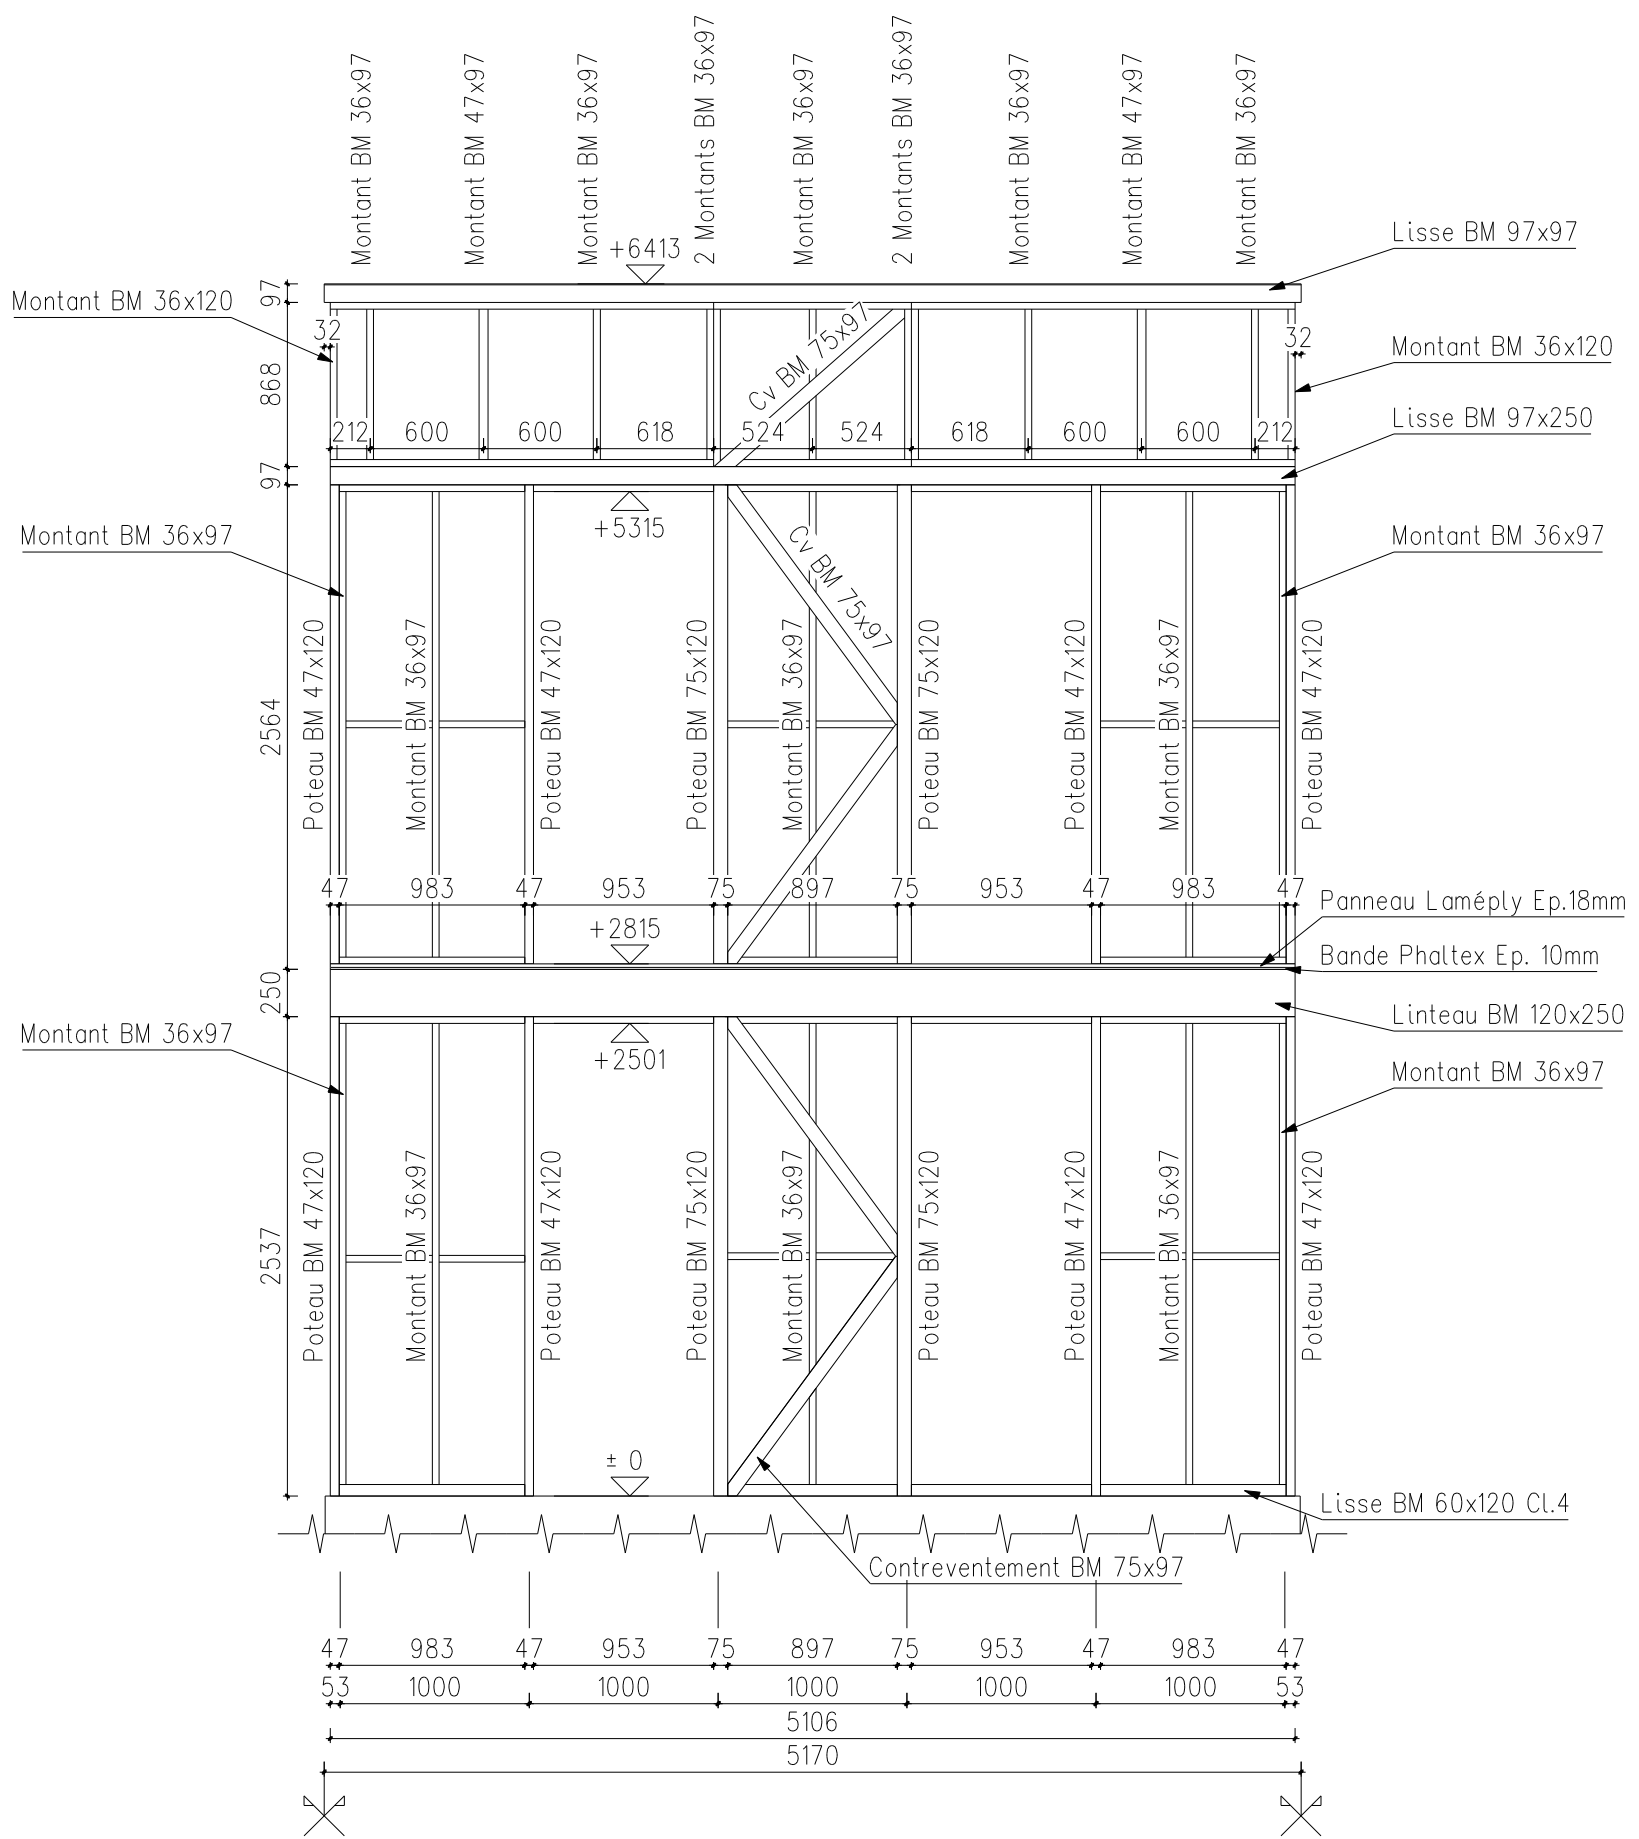 Montant BM 36x97
Montant BM 47x97
Montant BM 36x97
2 Montants BM 36x97
Montant BM 36x97
2 Montants BM 36x97
Montant BM 36x97
Montant BM 47x97
Montant BM 36x97
+6413
Lisse BM 97x97
97
Montant BM 36x120
32
32
Montant BM 36x120
868
Cv BM 75x97
Lisse BM 97x250
212
600
600
618
524
524
618
600
600
212
97
+5315
Montant BM 36x97
Montant BM 36x97
Cv BM 75x97
2564
Poteau BM 47x120
Montant BM 36x97
Poteau BM 47x120
Poteau BM 75x120
Montant BM 36x97
Poteau BM 75x120
Poteau BM 47x120
Montant BM 36x97
Poteau BM 47x120
47
983
47
953
75
897
75
953
47
983
47
+2815
Panneau Laméply Ep.18mm
Bande Phaltex Ep. 10mm
250
Linteau BM 120x250
Montant BM 36x97
+2501
Montant BM 36x97
2537
Poteau BM 47x120
Montant BM 36x97
Poteau BM 47x120
Poteau BM 75x120
Montant BM 36x97
Poteau BM 75x120
Poteau BM 47x120
Montant BM 36x97
Poteau BM 47x120
± 0
Lisse BM 60x120 Cl.4
Contreventement BM 75x97
47
983
47
953
75
897
75
953
47
983
47
53
1000
1000
1000
1000
1000
53
5106
5170